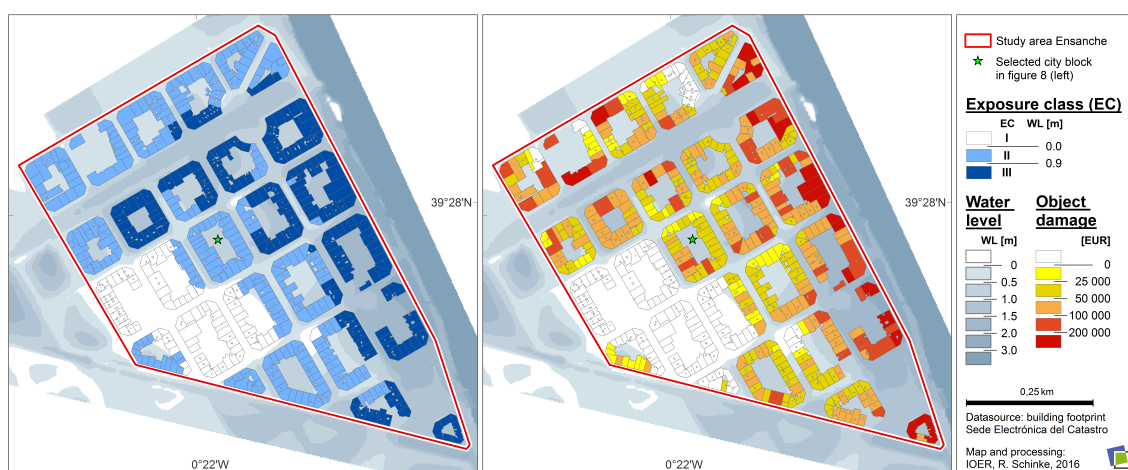 39°28'N
0°22'W
39°28'N
0°22'W
Study area Ensanche
Selected city block
in figure 8 (left)
Exposure class (EC)
EC WL [m]
I
0.0
II
0.9
III
Water
level
WL [m]
0
0.5
1.0
1.5
2.0
3.0
Object
damage
[EUR]
0
25 000
50 000
100 000
200 000
0,25 km
Datasource: building footprint
Sede Electrónica del Catastro
Map and processing:
IOER, R. Schinke, 2016